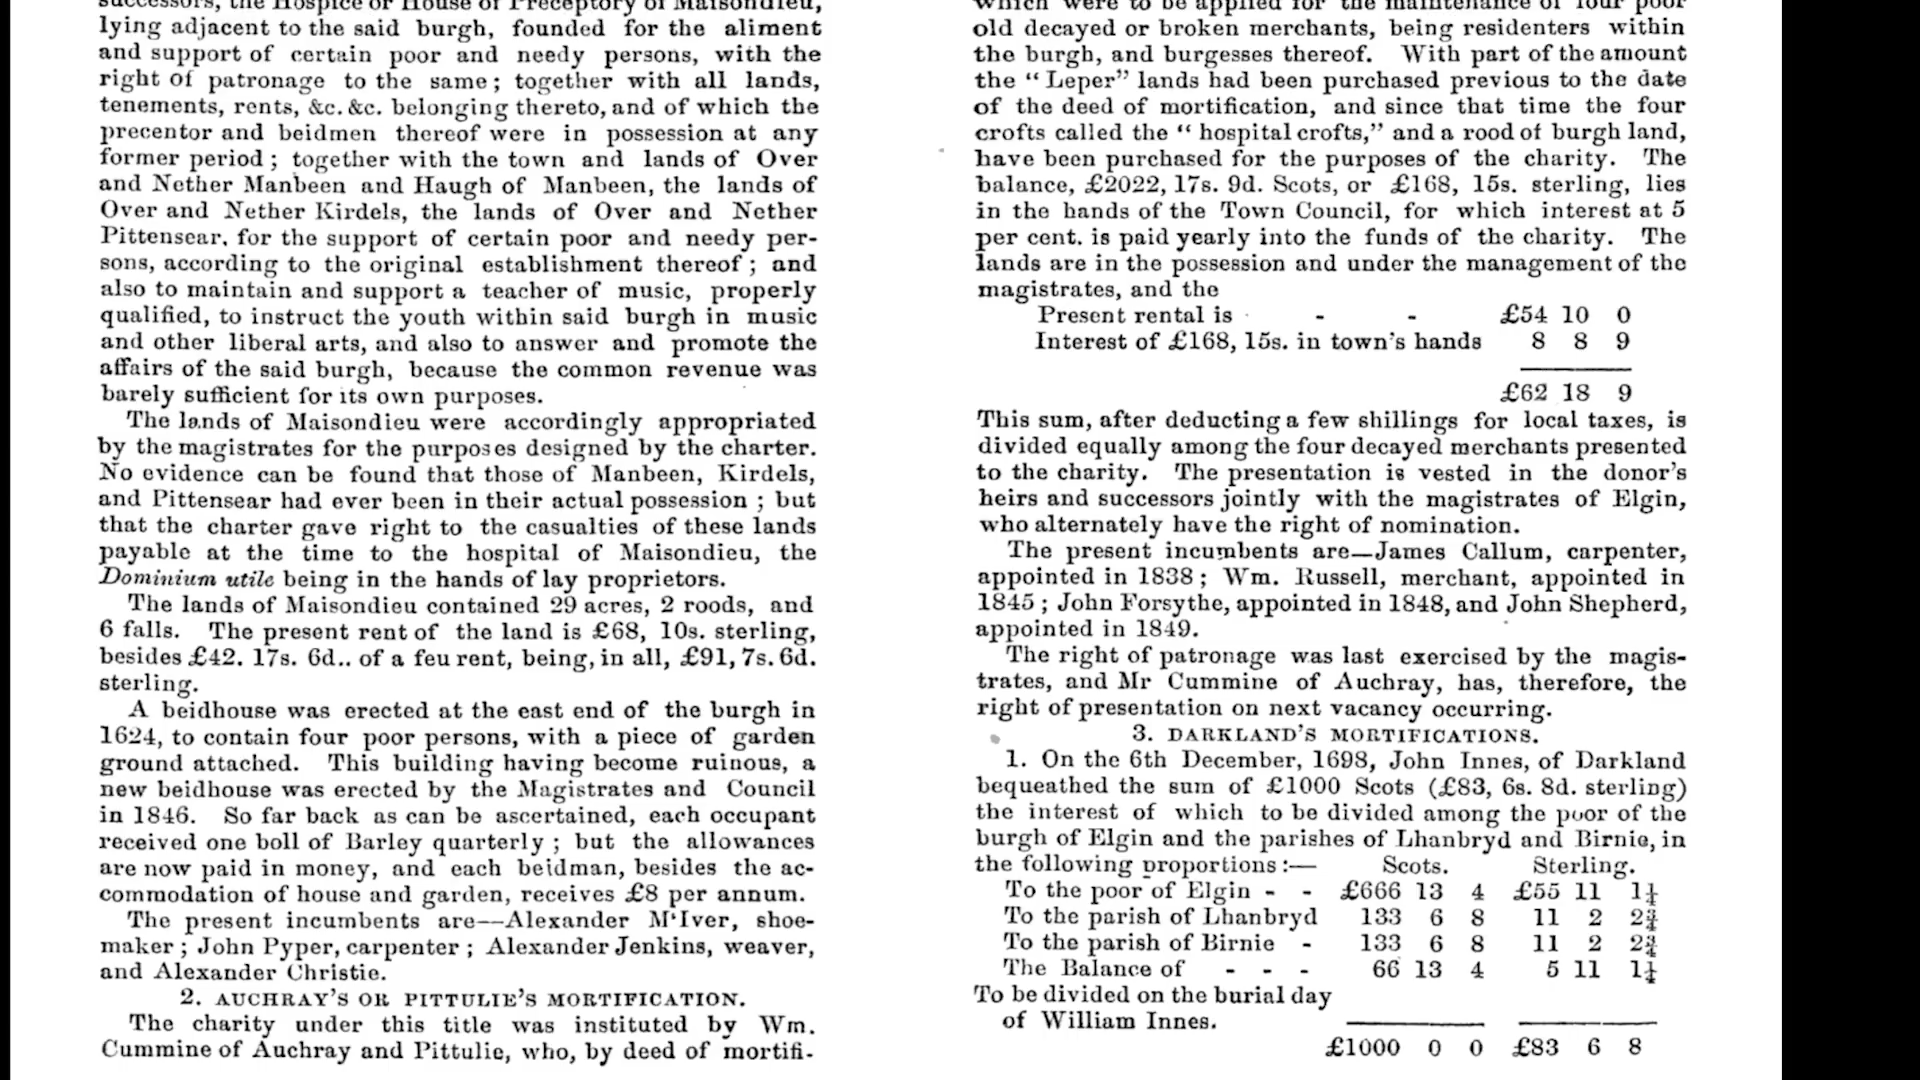 successors, the Hospice or House of Preceptory of Maisondieu,
lying adjacent to the said burgh, founded for the aliment
and support of certain poor and needy persons, with the
right of patronage to the same; together with all lands,
tenements, rents, &c. &c. belonging thereto, and of which the
precentor and beidmen thereof were in possession at any
former period; together with the town and lands of Over
and Nether Manbeen and Haugh of Manbeen, the lands of
Over and Nether Kirdels, the lands of Over and Nether
Pittensear, for the support of certain poor and needy per-
sons, according to the original establishment thereof; and
also to maintain and support a teacher of music, properly
qualified, to instruct the youth within said burgh in music
and other liberal arts, and also to answer and promote the
affairs of the said burgh, because the common revenue was
barely sufficient for its own purposes.
The lands of Maisondieu were accordingly appropriated
by the magistrates for the purposes designed by the charter.
No evidence can be found that those of Manbeen, Kirdels,
and Pittensear had ever been in their actual possession; but
that the charter gave right to the casualties of these lands
payable at the time to the hospital of Maisondieu, the
Dominium utile being in the hands of lay proprietors.
The lands of Maisondieu contained 29 acres, 2 roods, and
6 falls. The present rent of the land is £68, 10s. sterling,
besides £42. 17s. 6d.. of a feu rent, being, in all, £91, 7s. 6d.
sterling.
A beidhouse was erected at the east end of the burgh in
1624, to contain four poor persons, with a piece of garden
ground attached. This building having become ruinous, a
new beidhouse was erected by the Magistrates and Council
in 1846. So far back as can be ascertained, each occupant
received one boll of Barley quarterly; but the allowances
are now paid in money, and each beidman, besides the ac-
commodation of house and garden, receives £8 per annum.
The present incumbents are—Alexander M'Iver, shoe-
maker; John Pyper, carpenter; Alexander Jenkins, weaver,
and Alexander Christie.
2. AUCHRAY'S OR PITTULIE'S MORTIFICATION.
The charity under this title was instituted by Wm.
Cummine of Auchray and Pittulie, who, by deed of mortifi-
which were to be applied for the maintenance of four poor
old decayed or broken merchants, being residenters within
the burgh, and burgesses thereof. With part of the amount
the "Leper" lands had been purchased previous to the date
of the deed of mortification, and since that time the four
crofts called the "hospital crofts," and a rood of burgh land,
have been purchased for the purposes of the charity. The
balance, £2022, 17s. 9d. Scots, or £168, 15s. sterling, lies
in the hands of the Town Council, for which interest at 5
per cent. is paid yearly into the funds of the charity. The
lands are in the possession and under the management of the
magistrates, and the
Present rental is - - £54 10 0
Interest of £168, 15s. in town's hands 8 8 9
£62 18 9
This sum, after deducting a few shillings for local taxes, is
divided equally among the four decayed merchants presented
to the charity. The presentation is vested in the donor's
heirs and successors jointly with the magistrates of Elgin,
who alternately have the right of nomination.
The present incumbents are—James Callum, carpenter,
appointed in 1838; Wm. Russell, merchant, appointed in
1845; John Forsythe, appointed in 1848, and John Shepherd,
appointed in 1849.
The right of patronage was last exercised by the magis-
trates, and Mr Cummine of Auchray, has, therefore, the
right of presentation on next vacancy occurring.
3. DARKLAND'S MORTIFICATIONS.
1. On the 6th December, 1698, John Innes, of Darkland
bequeathed the sum of £1000 Scots (£83, 6s. 8d. sterling)
the interest of which to be divided among the poor of the
burgh of Elgin and the parishes of Lhanbryd and Birnie, in
the following proportions:— Scots. Sterling.
To the poor of Elgin - - £666 13 4 £55 11 1¼
To the parish of Lhanbryd 133 6 8 11 2 2¾
To the parish of Birnie - 133 6 8 11 2 2¾
The Balance of - - - 66 13 4 5 11 1¼
To be divided on the burial day
of William Innes.
£1000 0 0 £83 6 8